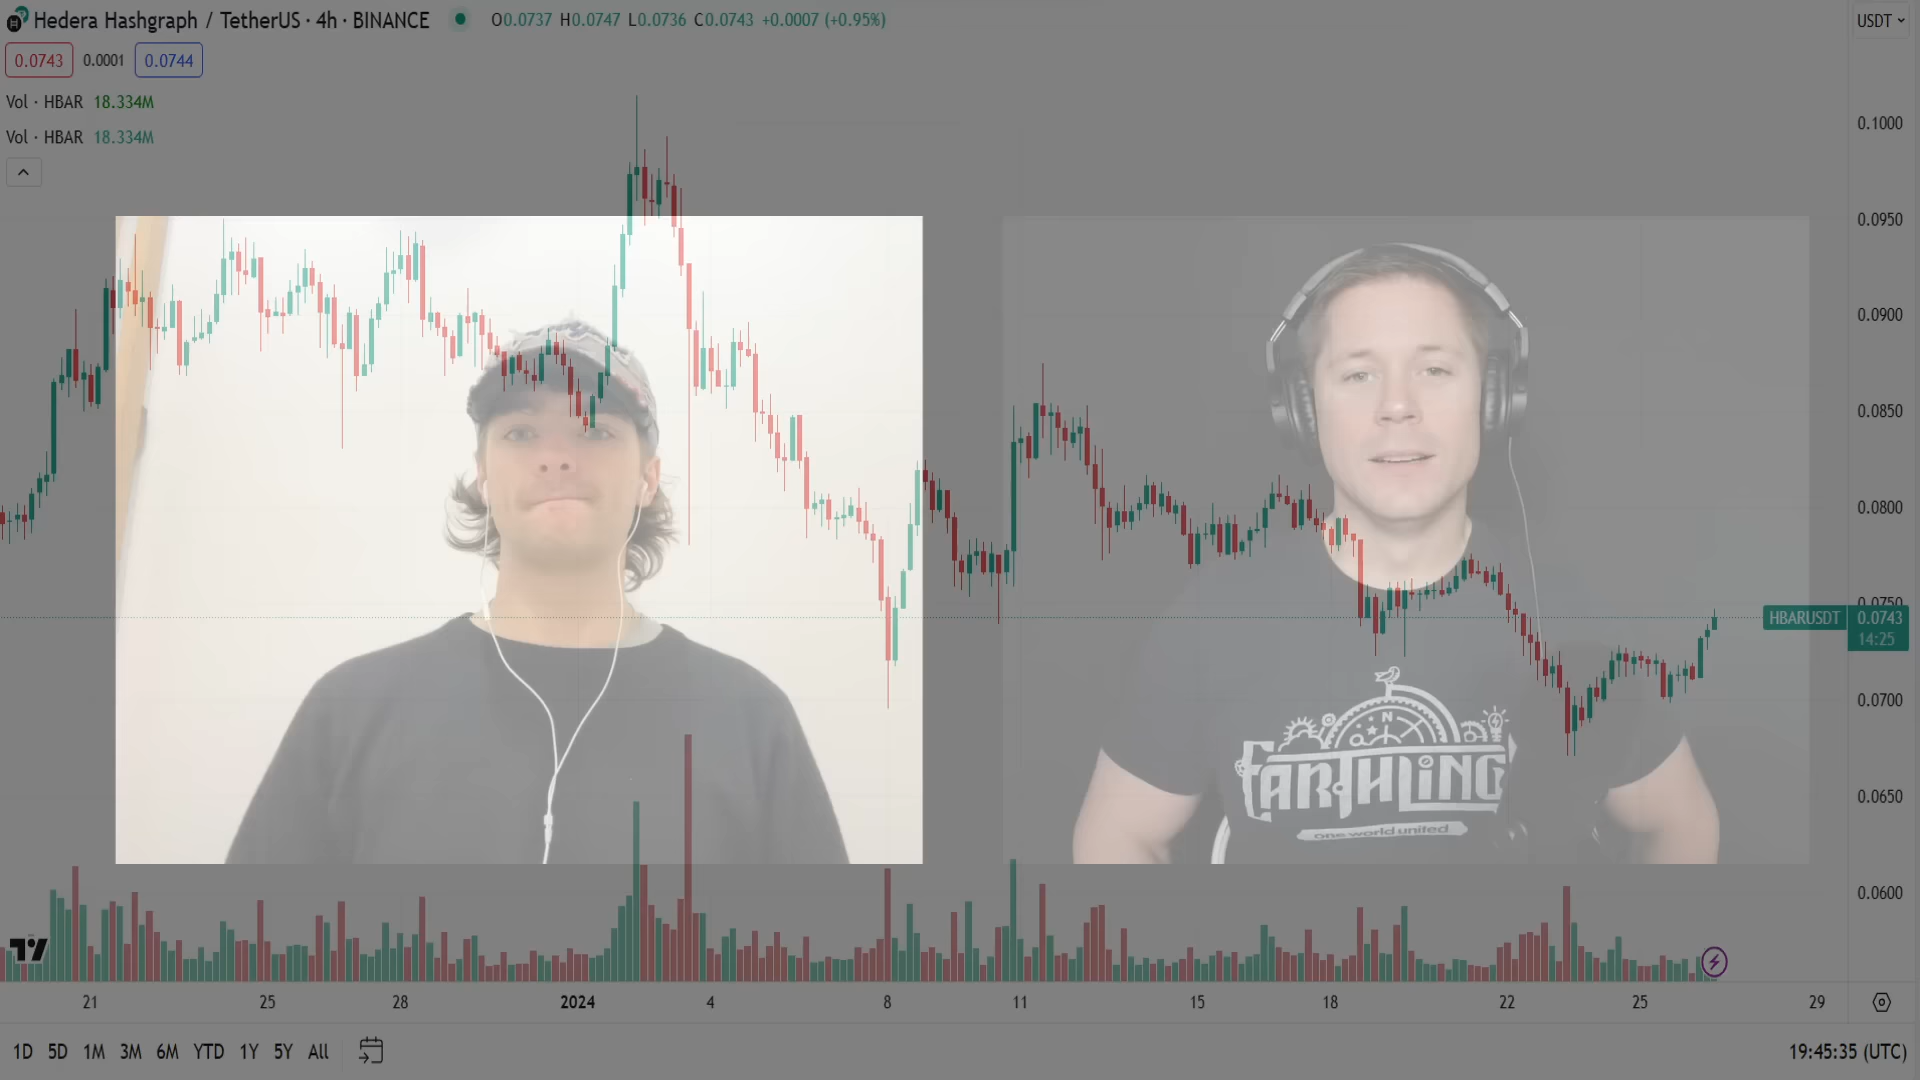 Hedera Hashgraph / TetherUS · 4h · BINANCE
O0.0737 H0.0747 L0.0736 C0.0743 +0.0007 (+0.95%)
USDT
0.0743 0.0001 0.0744
Vol · HBAR 18.334M
Vol · HBAR 18.334M
0.1000
0.0950
0.0900
0.0850
0.0800
0.0750
HBARUSDT 0.0743
14:25
0.0700
0.0650
0.0600
N
EARTHLING
one world united
21 25 28 2024 4 8 11 15 18 22 25 29
1D 5D 1M 3M 6M YTD 1Y 5Y All
19:45:35 (UTC)